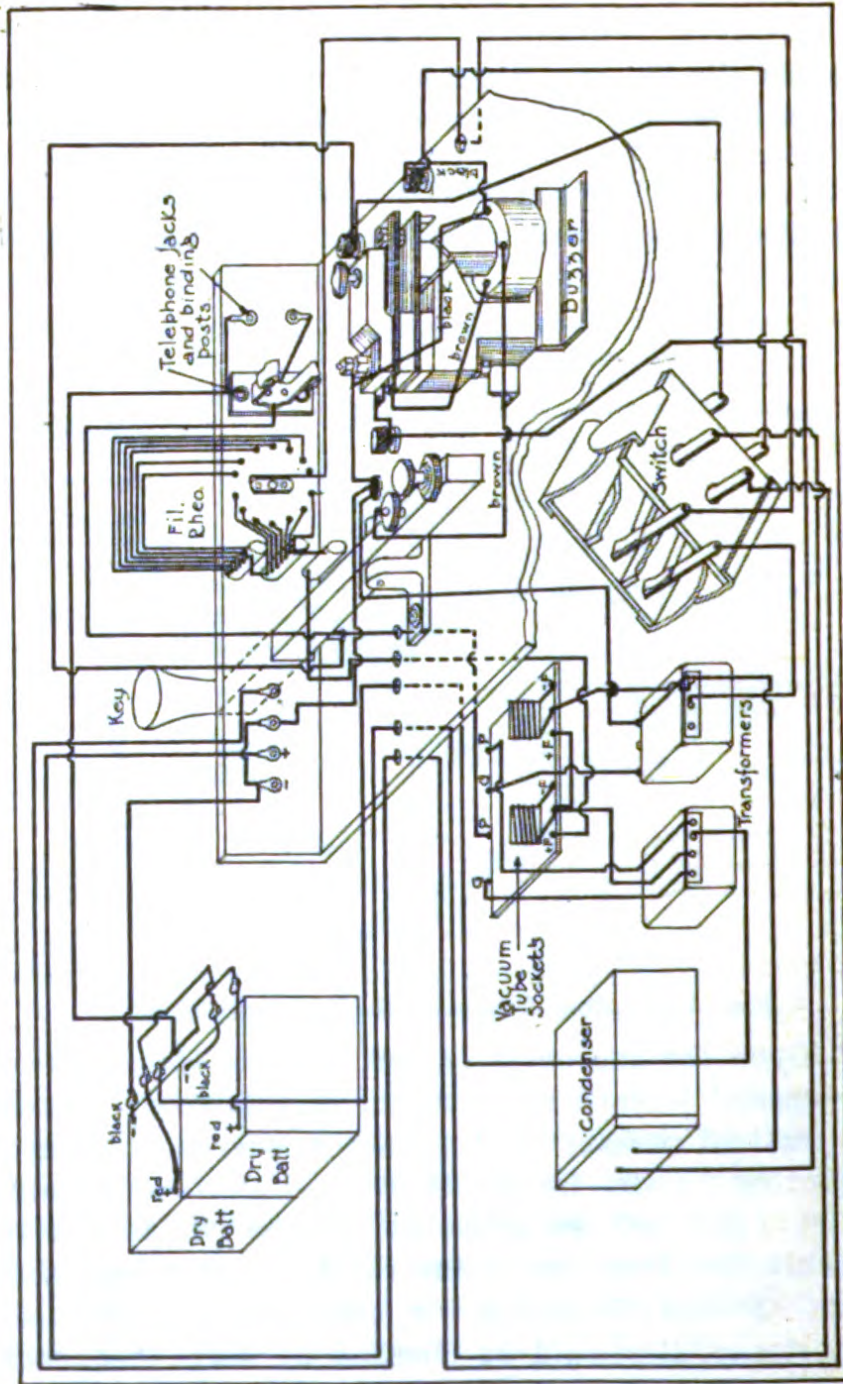 Telephone Jacks
and binding
posts
Fil.
Rheo.
Key
-
+
black
-
red
+
black
-
red
+
Dry
Batt
Dry
Batt
black
L
black
brown
Buzzer
brown
Switch
P
G
P
G
-F
+F
-F
+F
Vacuum
Tube
Sockets
Transformers
Condenser